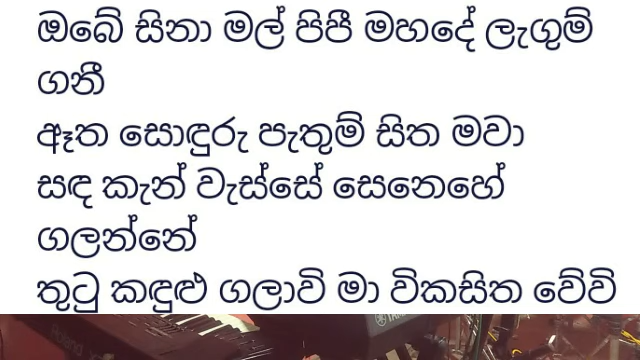 ඔබේ සිනා මල් පිපී මහදේ ලැගුම්
ගනී
ඈත සොඳුරු පැතුම් සිත මවා
සඳ කැන් වැස්සේ සෙනෙහේ
ගලන්නේ
තුටු කඳුළු ගලාවි මා විකසිත වේවි